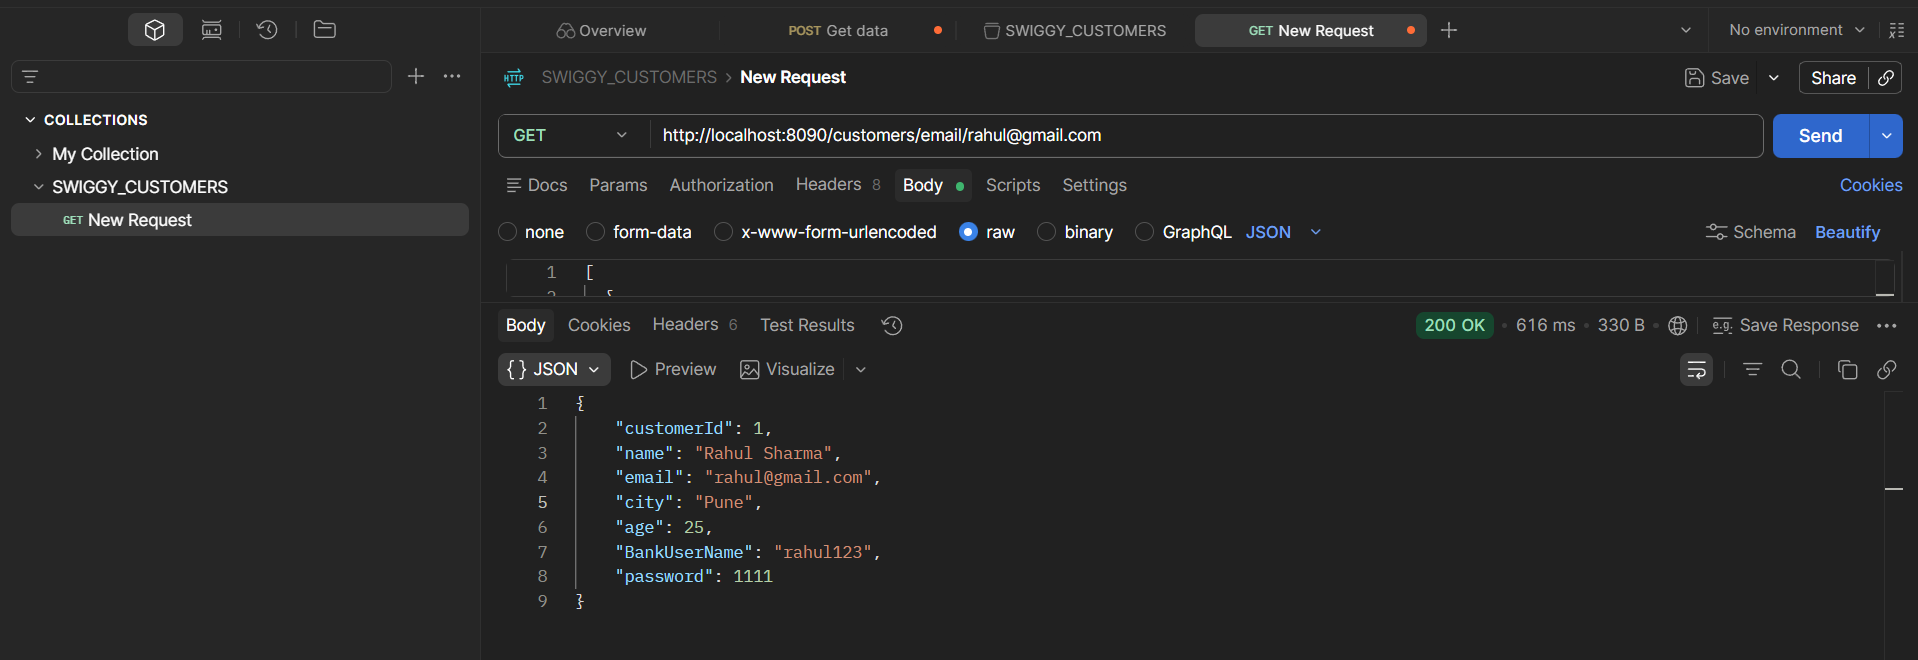 Overview
POST Get data
SWIGGY_CUSTOMERS
GET New Request
No environment
HTTP SWIGGY_CUSTOMERS > New Request
Save
Share
COLLECTIONS
My Collection
SWIGGY_CUSTOMERS
GET New Request
GET http://localhost:8090/customers/email/rahul@gmail.com
Send
Docs Params Authorization Headers 8 Body Scripts Settings
Cookies
none form-data x-www-form-urlencoded raw binary GraphQL JSON
Schema Beautify
1 [
Body Cookies Headers 6 Test Results
200 OK • 616 ms • 330 B • e.g. Save Response
{} JSON Preview Visualize
1 {
2 "customerId": 1,
3 "name": "Rahul Sharma",
4 "email": "rahul@gmail.com",
5 "city": "Pune",
6 "age": 25,
7 "BankUserName": "rahul123",
8 "password": 1111
9 }